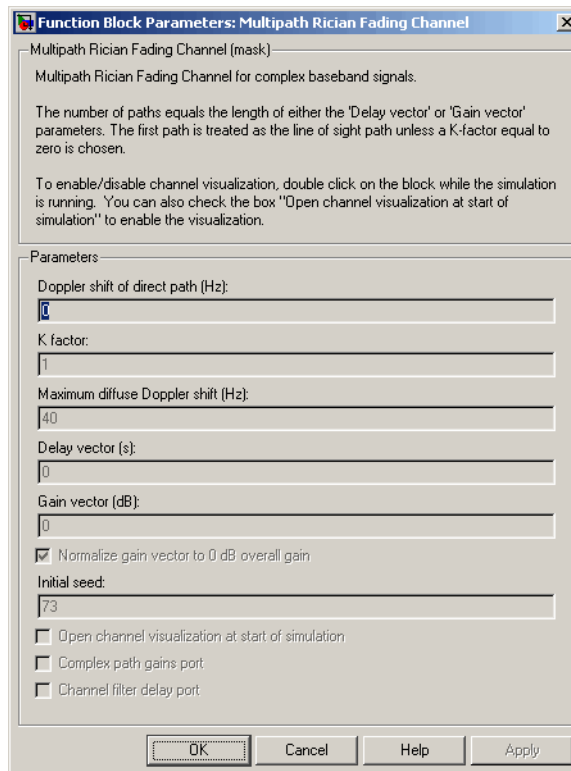 Function Block Parameters: Multipath Rician Fading Channel
Multipath Rician Fading Channel (mask)
Multipath Rician Fading Channel for complex baseband signals.
The number of paths equals the length of either the 'Delay vector' or 'Gain vector'
parameters. The first path is treated as the line of sight path unless a K-factor equal to
zero is chosen.
To enable/disable channel visualization, double click on the block while the simulation
is running. You can also check the box "Open channel visualization at start of
simulation" to enable the visualization.
Parameters
Doppler shift of direct path (Hz):
0
K factor:
1
Maximum diffuse Doppler shift (Hz):
40
Delay vector (s):
0
Gain vector (dB):
0
Normalize gain vector to 0 dB overall gain
Initial seed:
73
Open channel visualization at start of simulation
Complex path gains port
Channel filter delay port
OK Cancel Help Apply